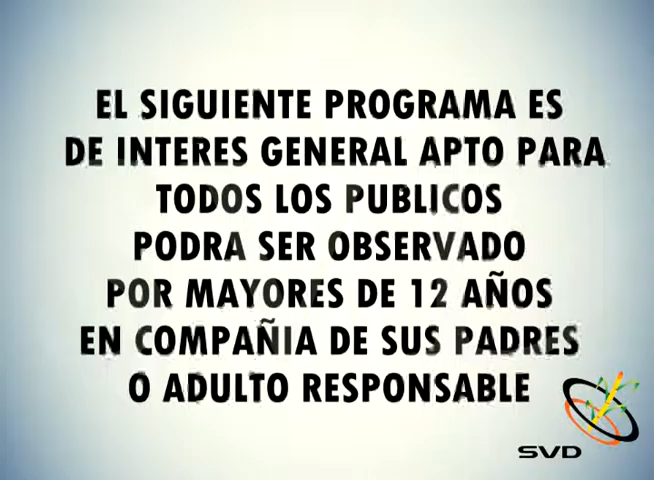 EL SIGUIENTE PROGRAMA ES
DE INTERES GENERAL APTO PARA
TODOS LOS PUBLICOS
PODRA SER OBSERVADO
POR MAYORES DE 12 AÑOS
EN COMPAÑIA DE SUS PADRES
O ADULTO RESPONSABLE
SVD